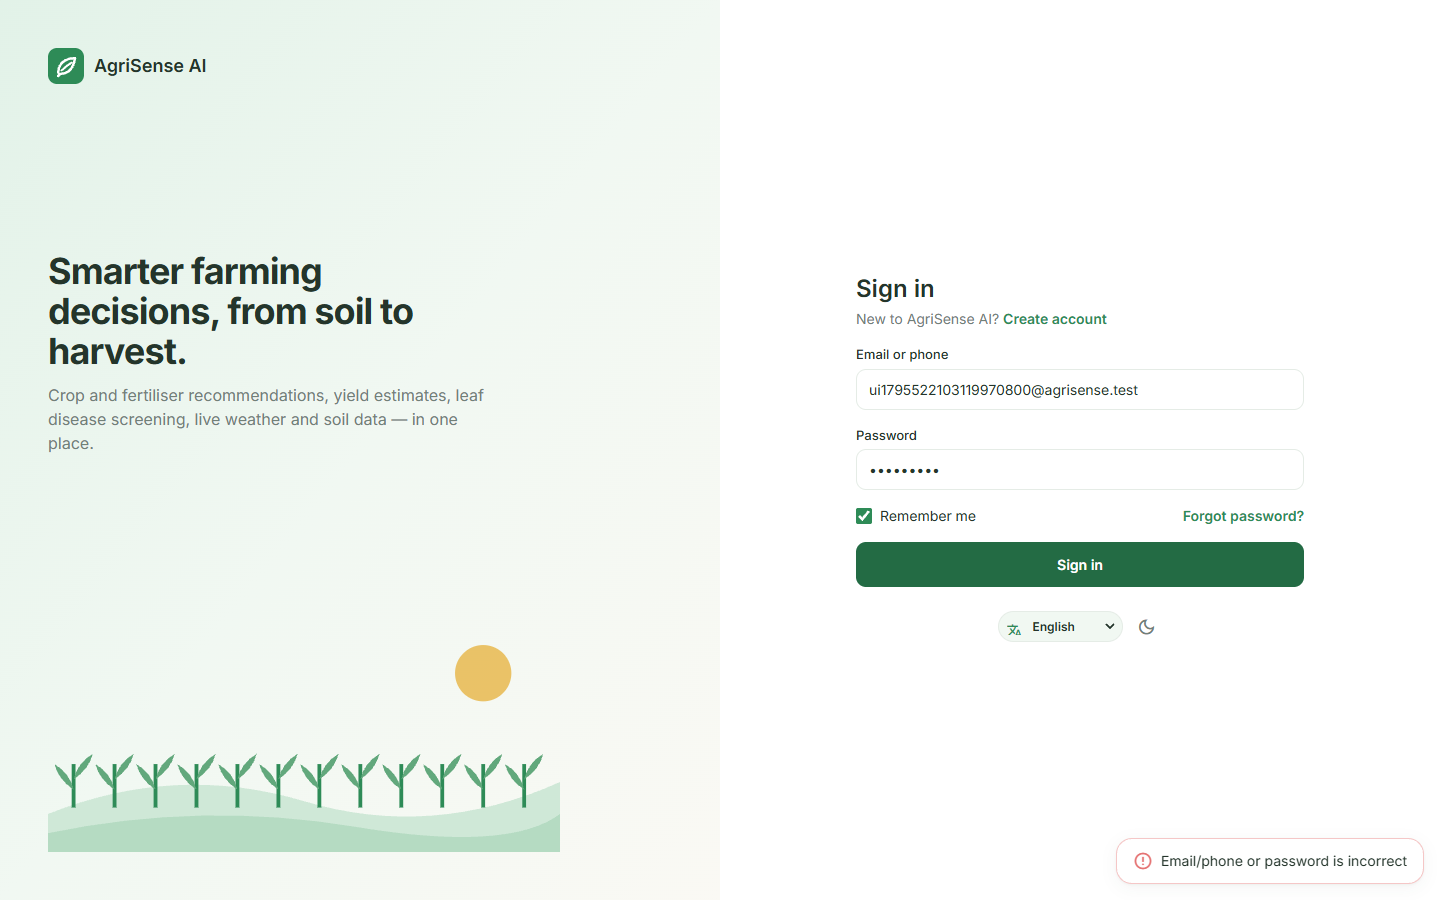 AgriSense AI
Smarter farming
decisions, from soil to
harvest.
Crop and fertiliser recommendations, yield estimates, leaf
disease screening, live weather and soil data — in one
place.
Sign in
New to AgriSense AI? Create account
Email or phone
ui1795522103119970800@agrisense.test
Password
•••••••••
Remember me
Forgot password?
Sign in
English
Email/phone or password is incorrect